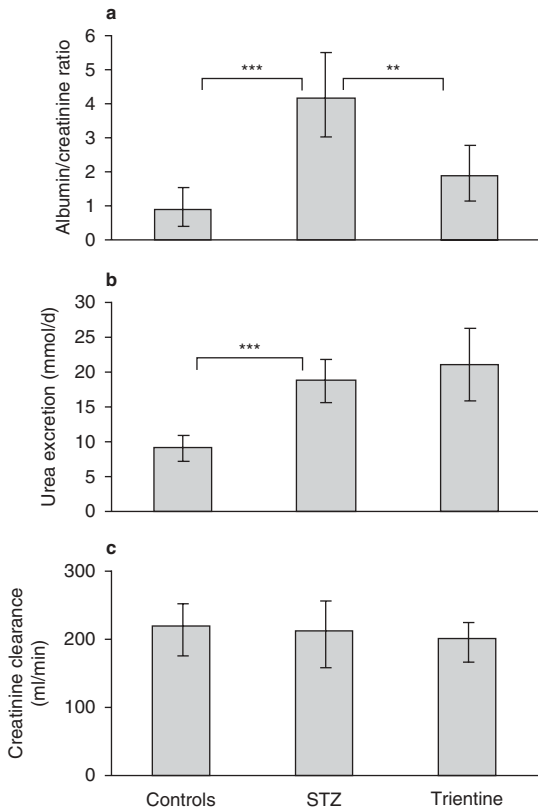 a
Albumin/creatinine ratio
6
5
4
3
2
1
0
***
**
b
Urea excretion (mmol/d)
30
25
20
15
10
5
0
***
c
Creatinine clearance
(ml/min)
300
200
100
0
Controls
STZ
Trientine